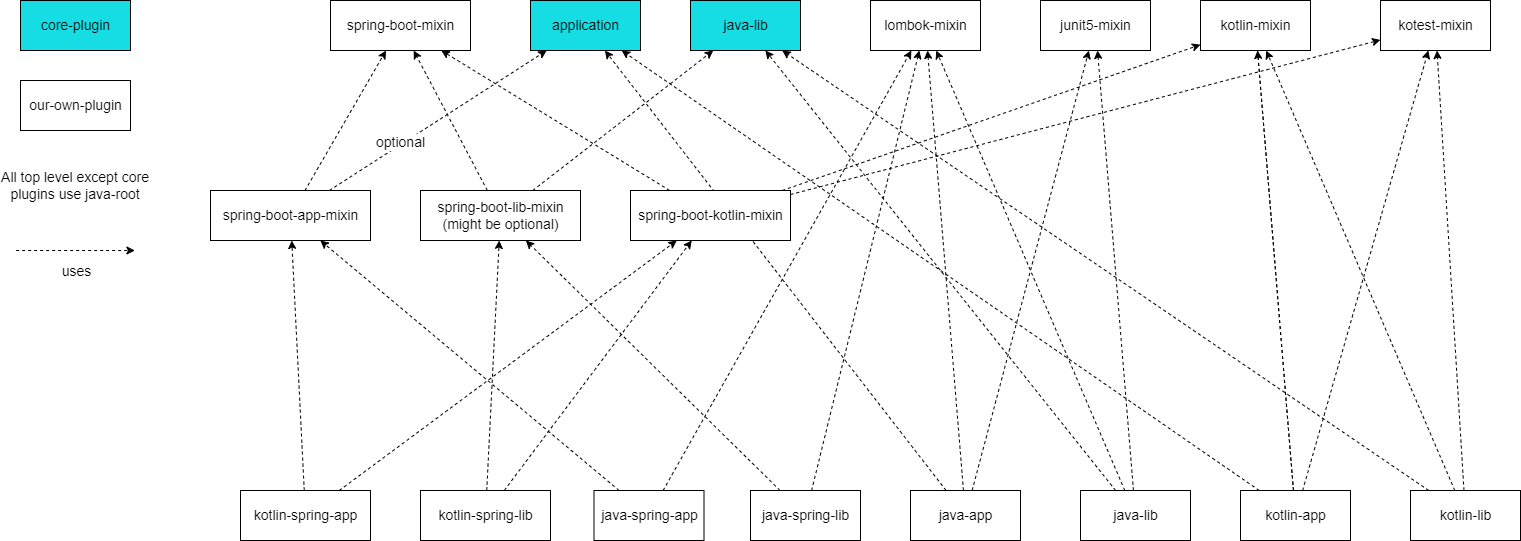 core-plugin
spring-boot-mixin
application
java-lib
lombok-mixin
junit5-mixin
kotlin-mixin
kotest-mixin
our-own-plugin
optional
All top level except core
plugins use java-root
spring-boot-app-mixin
spring-boot-lib-mixin
(might be optional)
spring-boot-kotlin-mixin
uses
kotlin-spring-app
kotlin-spring-lib
java-spring-app
java-spring-lib
java-app
java-lib
kotlin-app
kotlin-lib